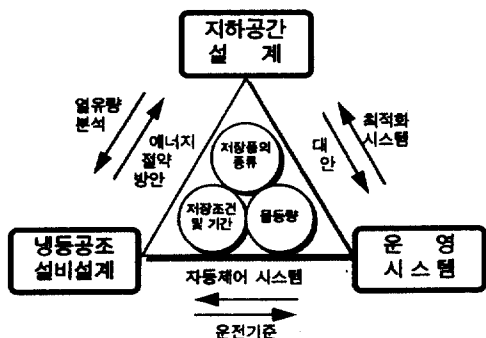 지하공간
설 계
열유량
분석
에너지
절약
방안
저장품의
종류
대
안
최적화
시스템
저장조건
및 기간
물동량
냉동공조
설비설계
운 영
시 스 템
자동제어 시스템
운전기준